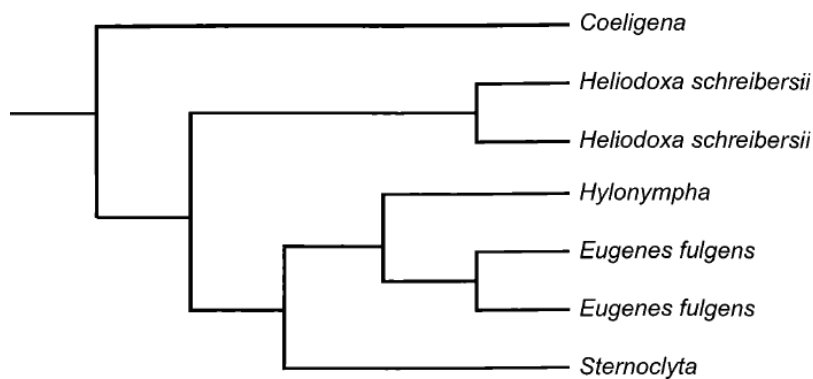 Coeligena
Heliodoxa schreibersii
Heliodoxa schreibersii
Hylonympha
Eugenes fulgens
Eugenes fulgens
Sternoclyta